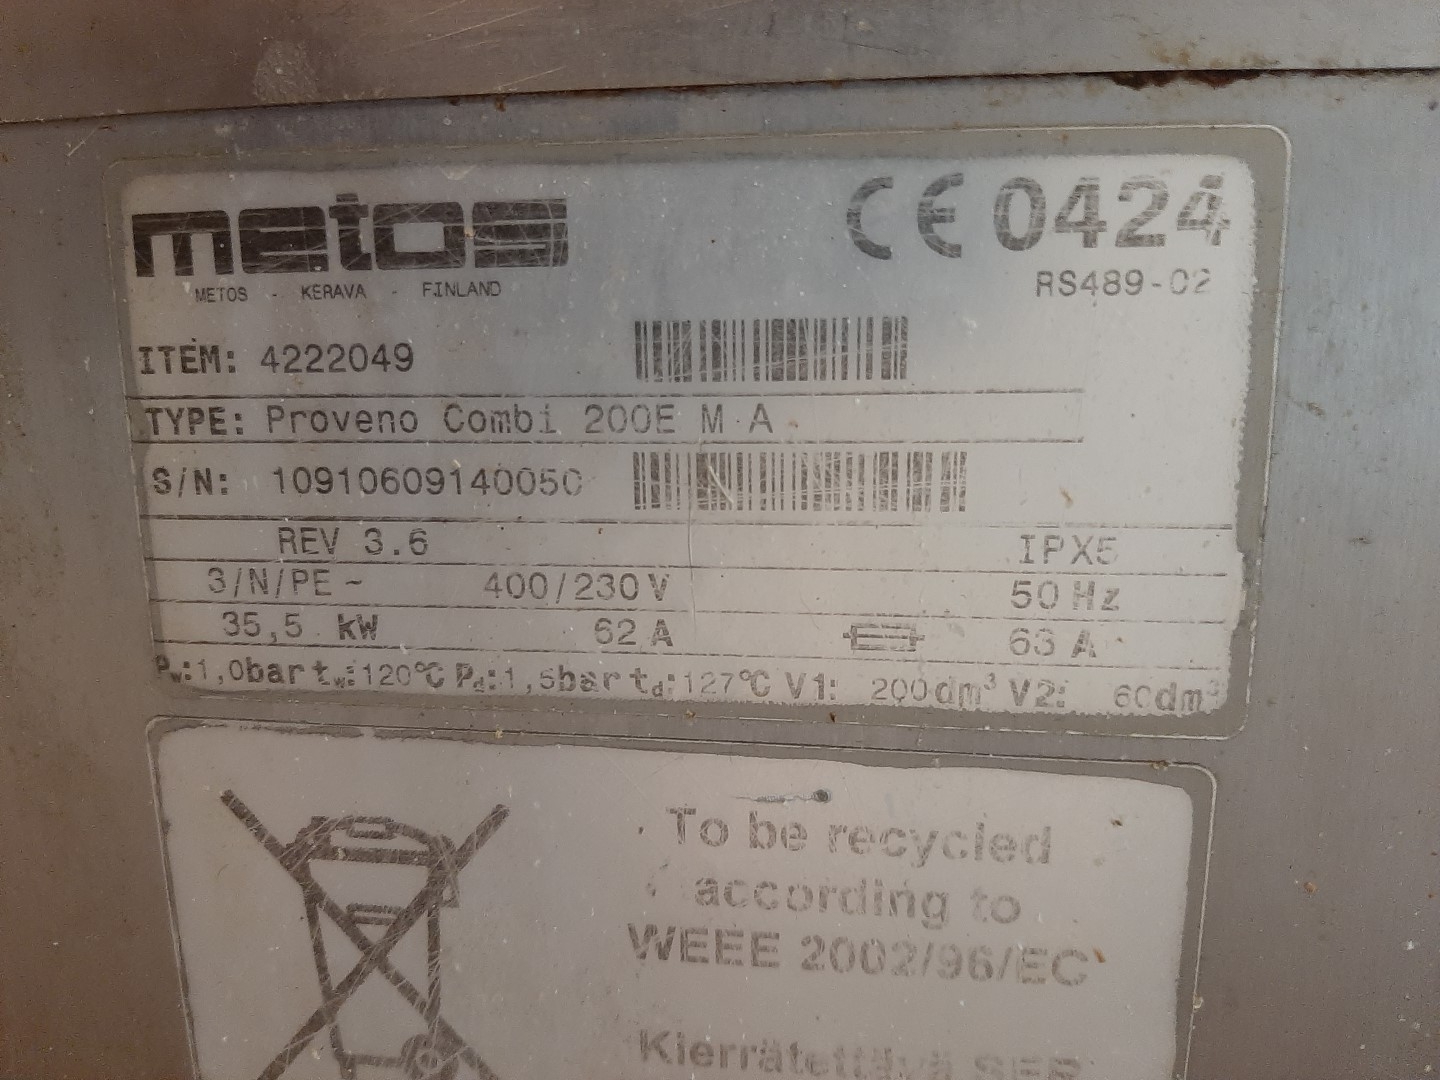 metos
CE 0424
METOS - KERAVA - FINLAND
RS489-02
ITEM: 4222049
TYPE: Proveno Combi 200E M A
S/N: 10910609140050
REV 3.6 IPX5
3/N/PE ~ 400/230V 50 Hz
35,5 kW 62 A 63 A
Pw:1,0bar tw:120°C Pd:1,5bar td:127°C V1: 200dm³ V2: 60dm³
To be recycled
according to
WEEE 2002/96/EC
Kierrätettävä SER